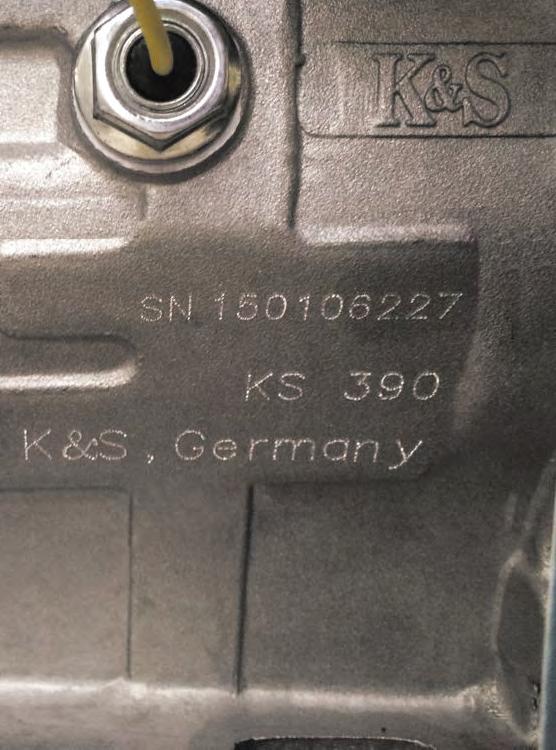 K&S
SN 150106227
KS 390
K&S, Germany